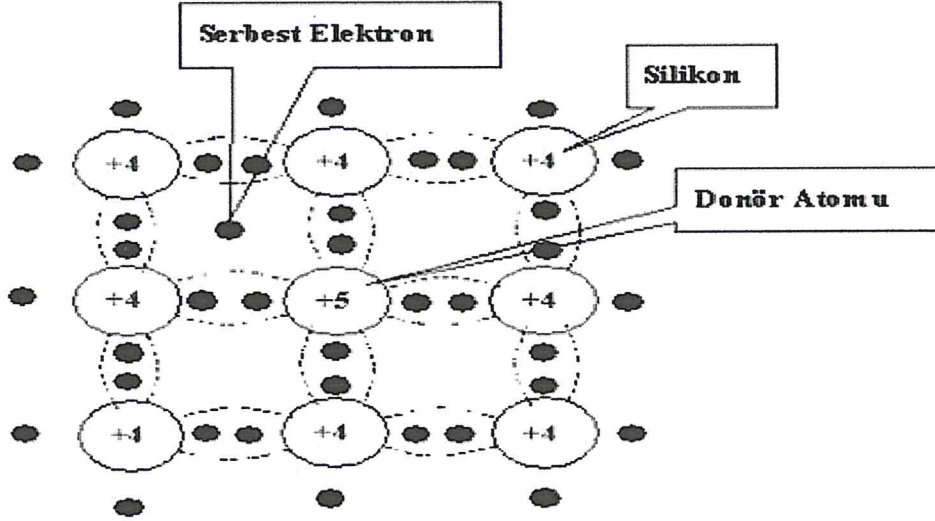 Serbest Elektron
Silikon
+4 +4 +4
Donör Atomu
+4 +5 +4
+4 +4 +4